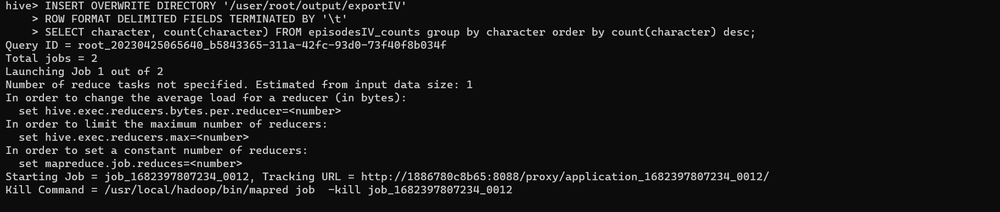 hive> INSERT OVERWRITE DIRECTORY '/user/root/output/exportIV'
    > ROW FORMAT DELIMITED FIELDS TERMINATED BY '\t'
    > SELECT character, count(character) FROM episodesIV_counts group by character order by count(character) desc;
Query ID = root_20230425065640_b5843365-311a-42fc-93d0-73f40f8b034f
Total jobs = 2
Launching Job 1 out of 2
Number of reduce tasks not specified. Estimated from input data size: 1
In order to change the average load for a reducer (in bytes):
  set hive.exec.reducers.bytes.per.reducer=<number>
In order to limit the maximum number of reducers:
  set hive.exec.reducers.max=<number>
In order to set a constant number of reducers:
  set mapreduce.job.reduces=<number>
Starting Job = job_1682397807234_0012, Tracking URL = http://1886780c8b65:8088/proxy/application_1682397807234_0012/
Kill Command = /usr/local/hadoop/bin/mapred job  -kill job_1682397807234_0012